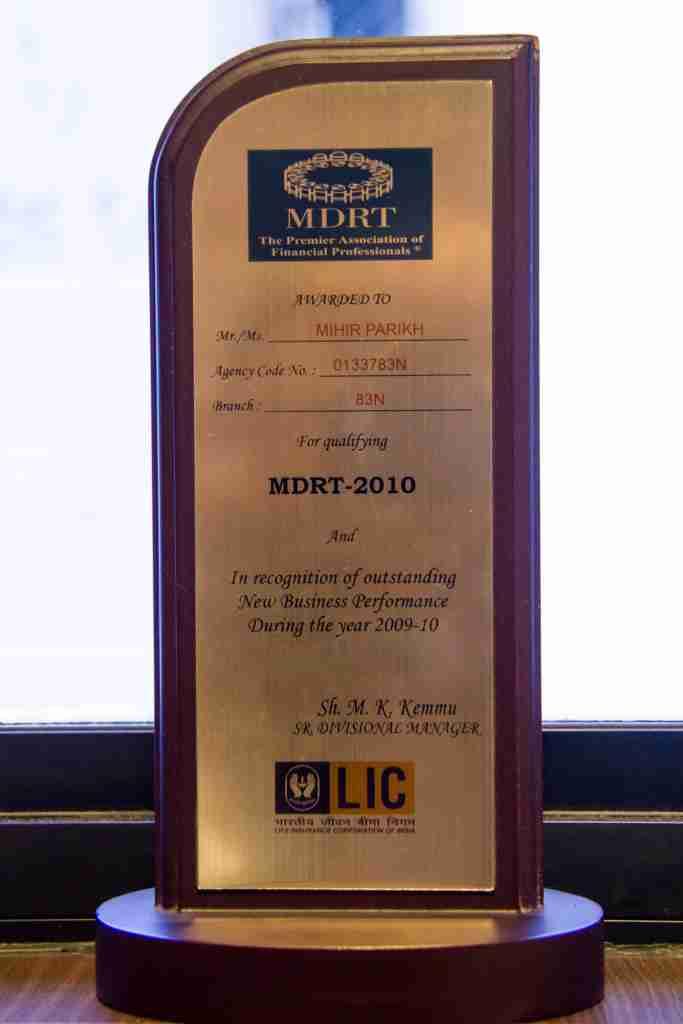 MDRT
The Premier Association of
Financial Professionals ®
AWARDED TO
Mr./Ms. MIHIR PARIKH
Agency Code No. : 0133783N
Branch : 83N
For qualifying
MDRT-2010
And
In recognition of outstanding
New Business Performance
During the year 2009-10
Sh. M. K. Kemmu
SR. DIVISIONAL MANAGER
LIC
भारतीय जीवन बीमा निगम
LIFE INSURANCE CORPORATION OF INDIA